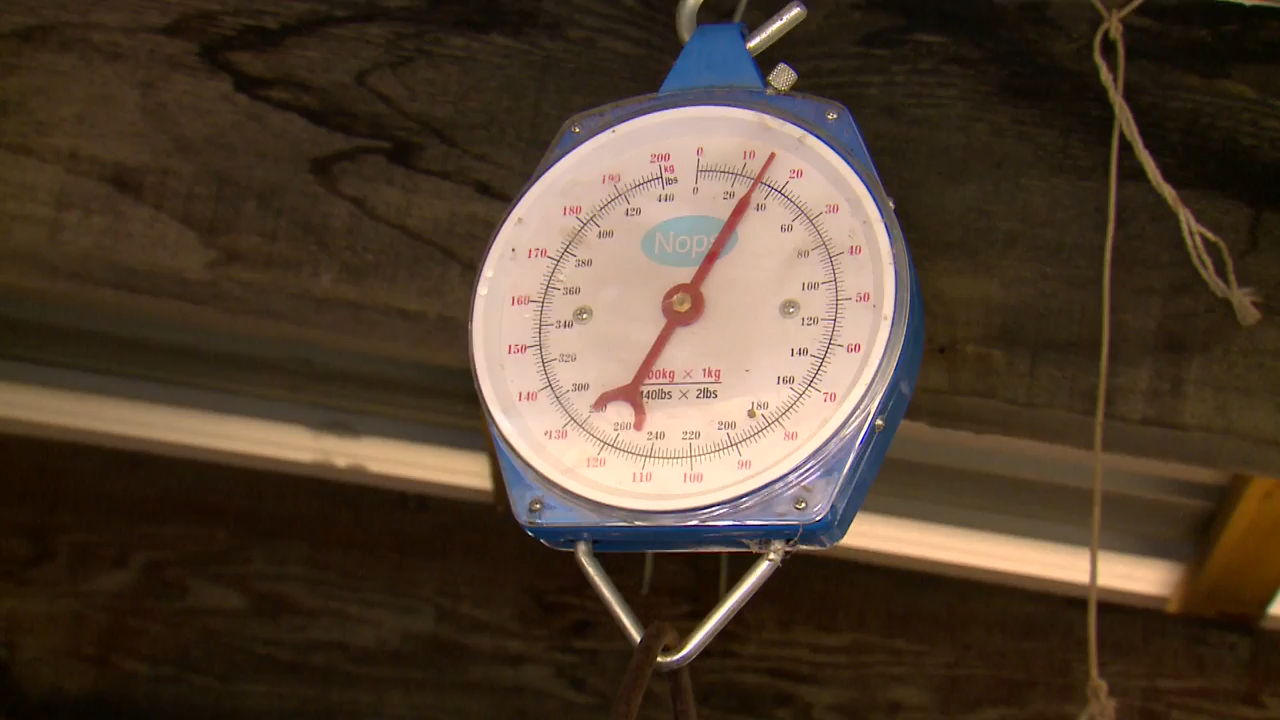 0 10 20 30 40 50 60 70 80 90 100 110 120 130 140 150 160 170 180 190 200
kg
lbs
0 20 40 60 80 100 120 140 160 180 200 220 240 260 280 300 320 340 360 380 400 420 440
Nops
00kg × 1kg
40lbs × 2lbs